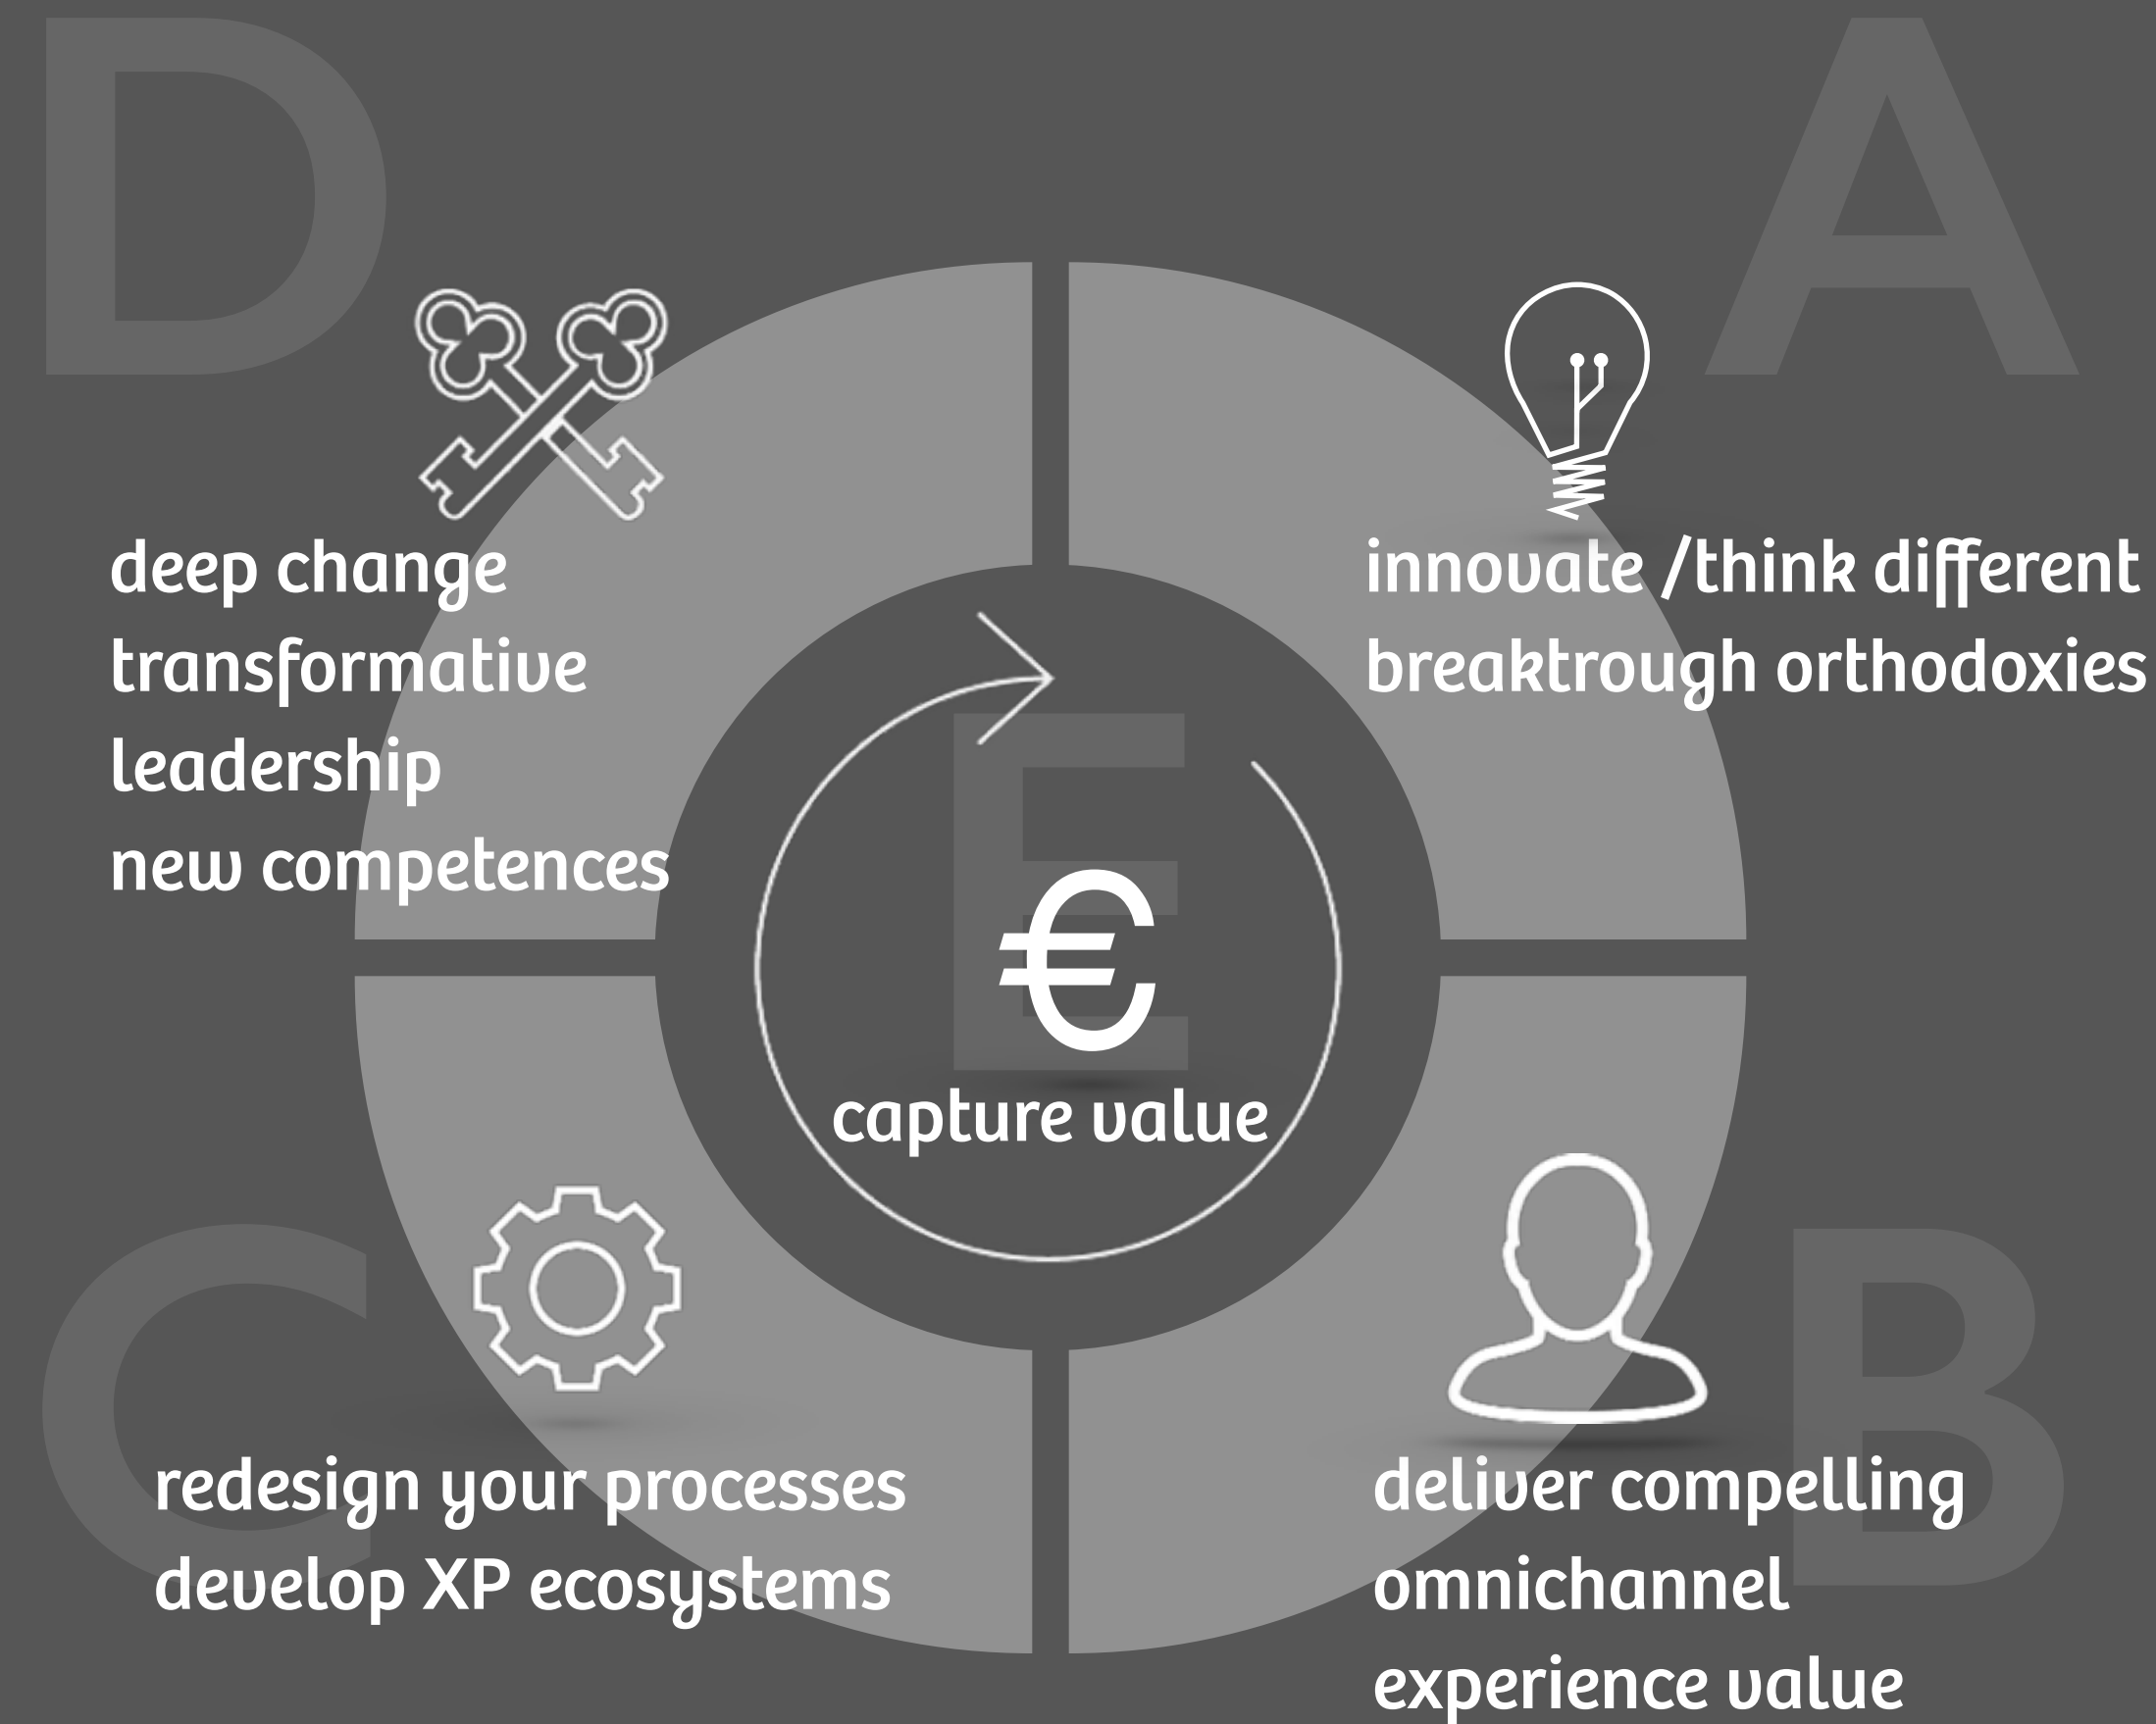 D
A
deep change
transformative
leadership
new competences
innovate /think different
breaktrough orthodoxies
E
€
capture value
C
B
redesign your processes
develop XP ecosystems
deliver compelling
omnichannel
experience value